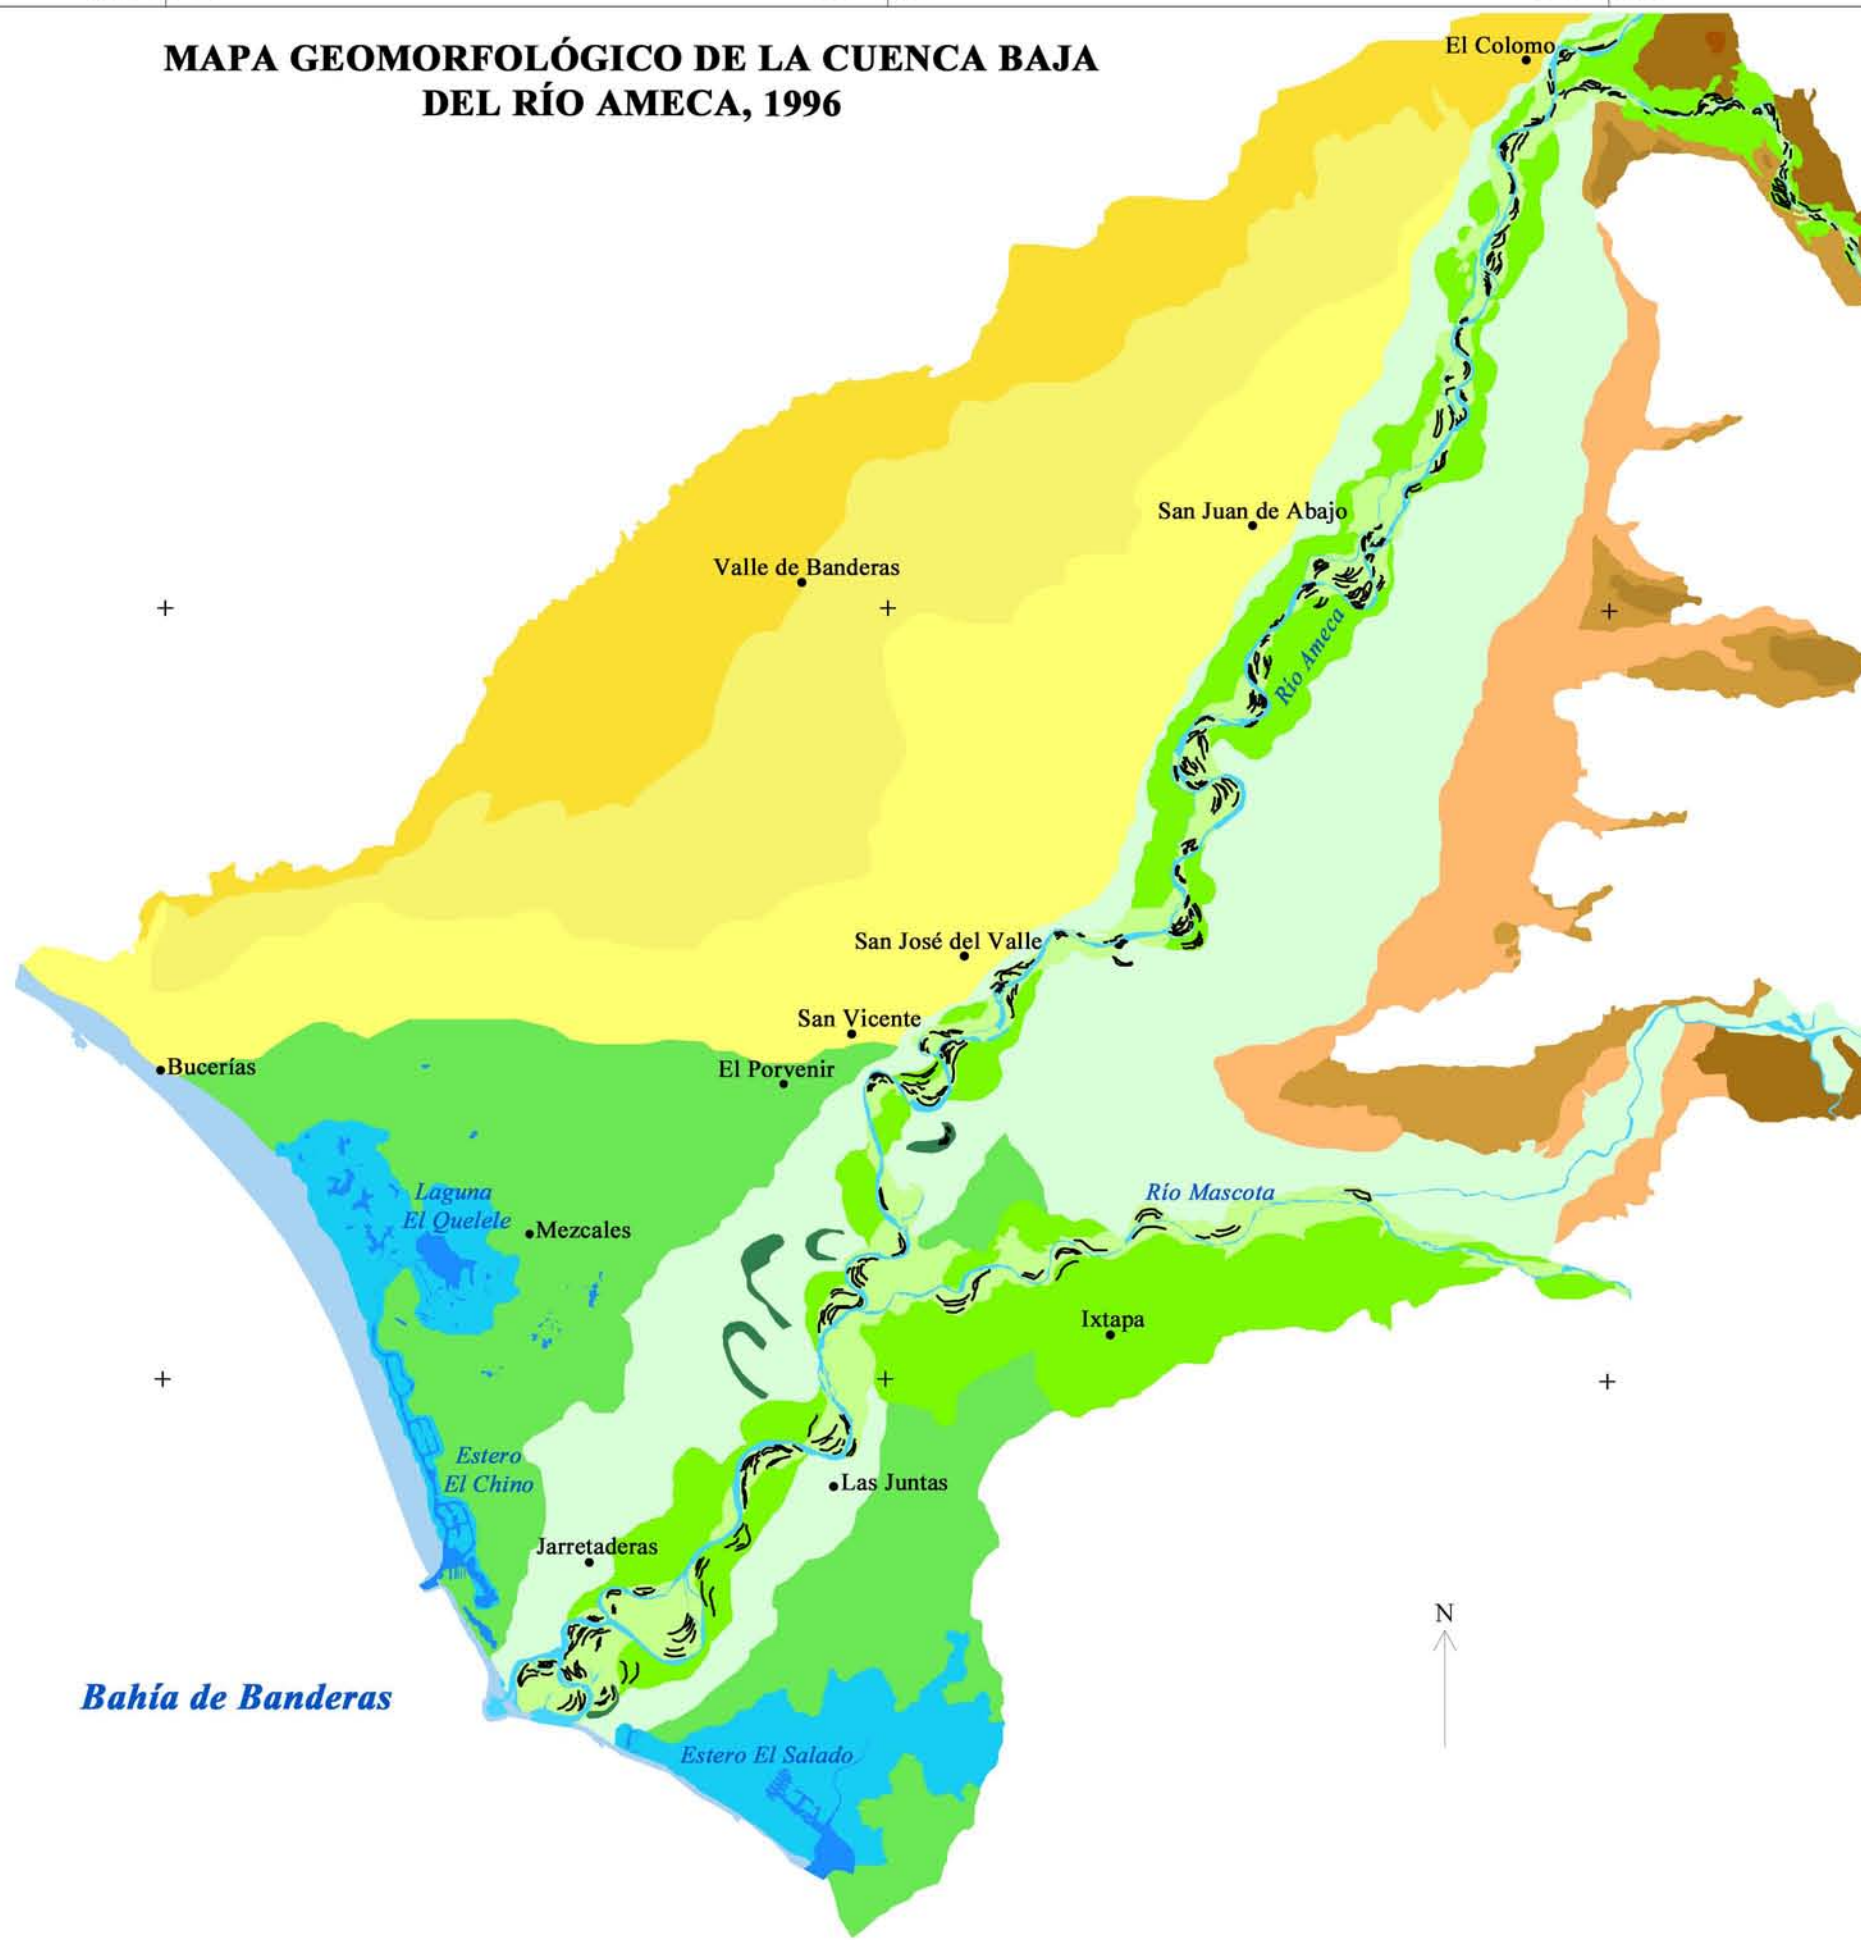 MAPA GEOMORFOLÓGICO DE LA CUENCA BAJA
DEL RÍO AMECA, 1996
El Colomo
San Juan de Abajo
Valle de Banderas
Río Ameca
San José del Valle
San Vicente
El Porvenir
Bucerías
Laguna
El Quelele
Mezcales
Río Mascota
Ixtapa
Estero
El Chino
Las Juntas
Jarretaderas
N
Bahía de Banderas
Estero El Salado